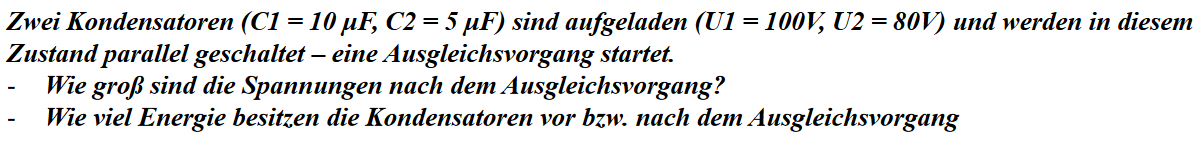 Zwei Kondensatoren (C1 = 10 µF, C2 = 5 µF) sind aufgeladen (U1 = 100V, U2 = 80V) und werden in diesem
Zustand parallel geschaltet – eine Ausgleichsvorgang startet.
- Wie groß sind die Spannungen nach dem Ausgleichsvorgang?
- Wie viel Energie besitzen die Kondensatoren vor bzw. nach dem Ausgleichsvorgang